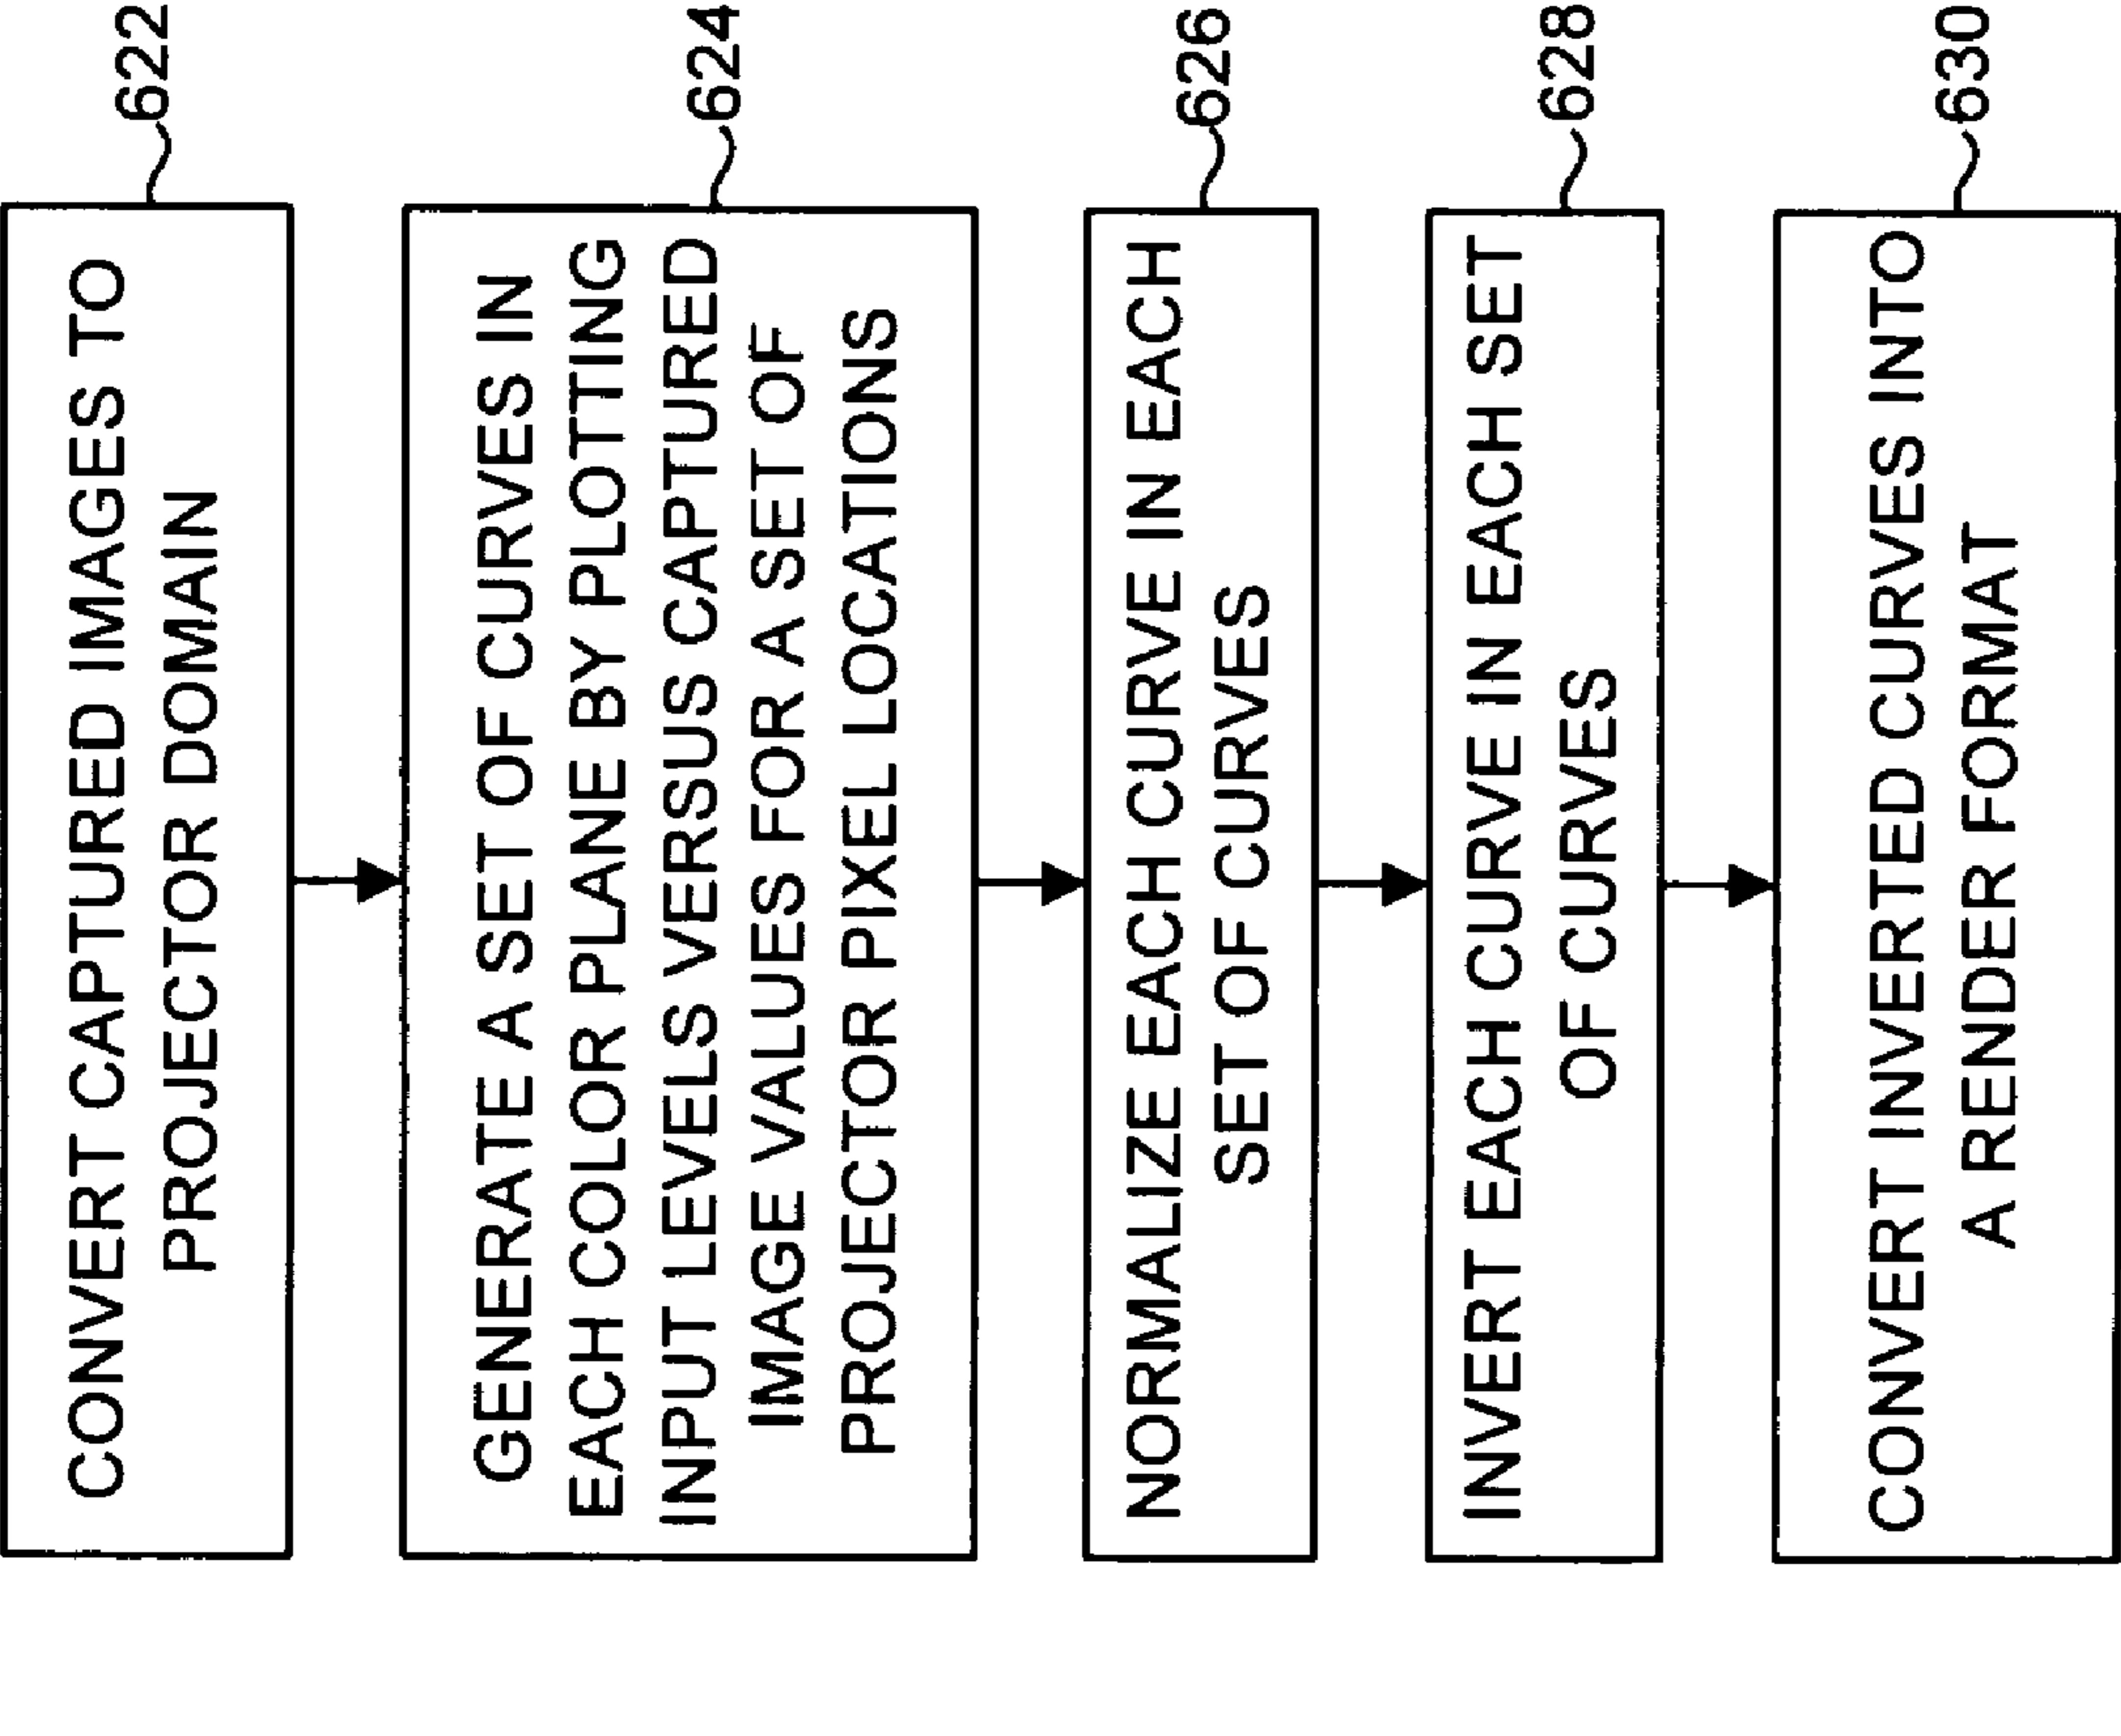 CONVERT CAPTURED IMAGES TO
PROJECTOR DOMAIN
622
GENERATE A SET OF CURVES IN
EACH COLOR PLANE BY PLOTTING
INPUT LEVELS VERSUS CAPTURED
IMAGE VALUES FOR A SET OF
PROJECTOR PIXEL LOCATIONS
624
NORMALIZE EACH CURVE IN EACH
SET OF CURVES
626
INVERT EACH CURVE IN EACH SET
OF CURVES
628
CONVERT INVERTED CURVES INTO
A RENDER FORMAT
630